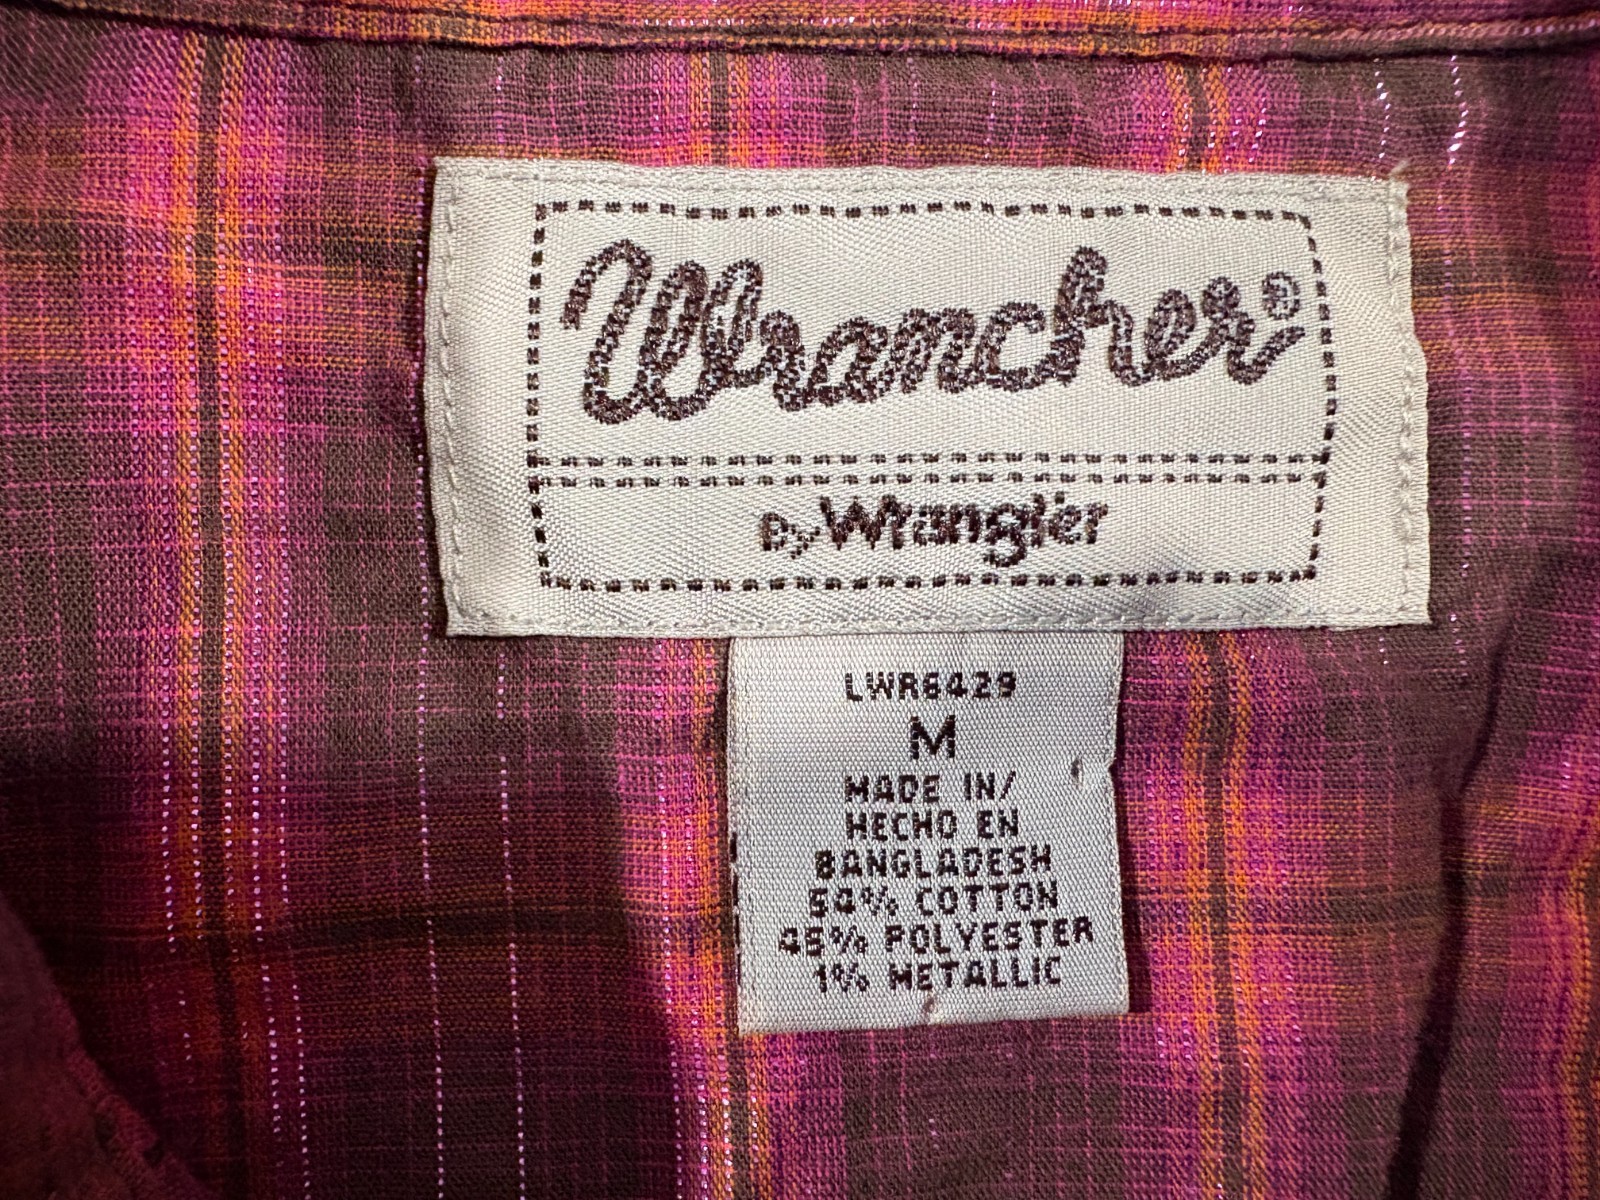 Wrancher®
By Wrangler
LWR6429
M
MADE IN/
HECHO EN
BANGLADESH
54% COTTON
45% POLYESTER
1% METALLIC